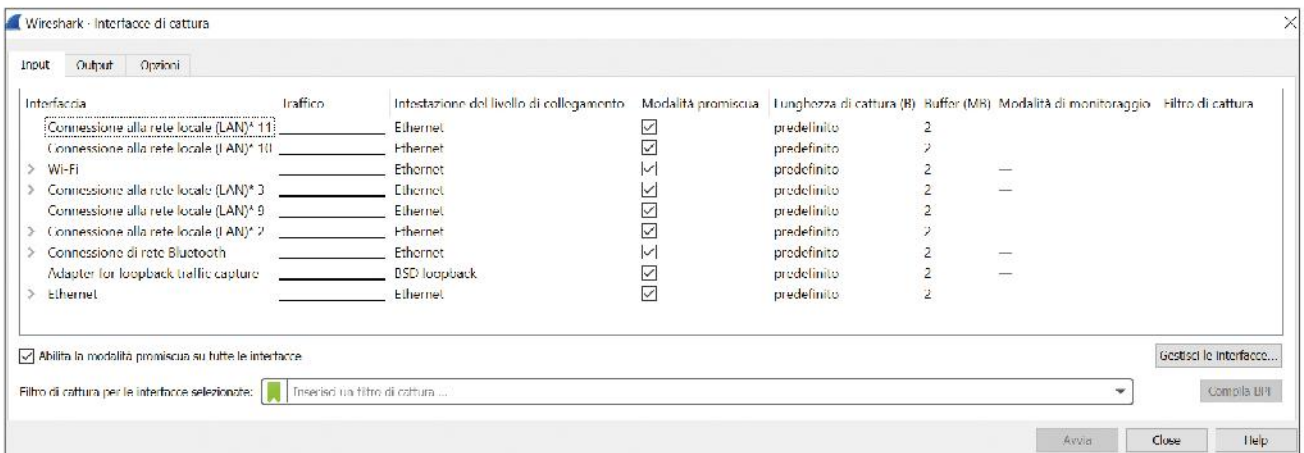 Wireshark · Interfacce di cattura
Input Output Opzioni
Interfaccia Traffico Intestazione del livello di collegamento Modalità promiscua Lunghezza di cattura (B) Buffer (MB) Modalità di monitoraggio Filtro di cattura
Connessione alla rete locale (LAN)* 11 Ethernet predefinito 2
Connessione alla rete locale (LAN)* 10 Ethernet predefinito 2
Wi-Fi Ethernet predefinito 2 —
Connessione alla rete locale (LAN)* 3 Ethernet predefinito 2 —
Connessione alla rete locale (LAN)* 9 Ethernet predefinito 2
Connessione alla rete locale (LAN)* 2 Ethernet predefinito 2
Connessione di rete Bluetooth Ethernet predefinito 2 —
Adapter for loopback traffic capture BSD loopback predefinito 2 —
Ethernet Ethernet predefinito 2
Abilita la modalità promiscua su tutte le interfacce
Gestisci le interfacce...
Filtro di cattura per le interfacce selezionate: Inserisci un filtro di cattura ... Compila BPF
Avvia Close Help